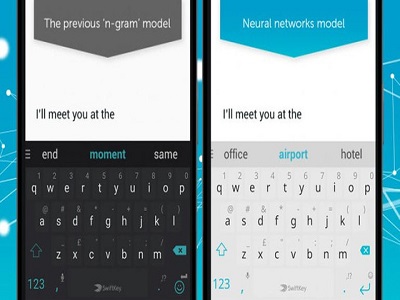 The previous 'n-gram' model
I'll meet you at the
end moment same
q w e r t y u i o p
a s d f g h j k l
z x c v b n m
123
SwiftKey
Neural networks model
I'll meet you at the
office airport hotel
q w e r t y u i o p
a s d f g h j k l
z x c v b n m
123
SwiftKey